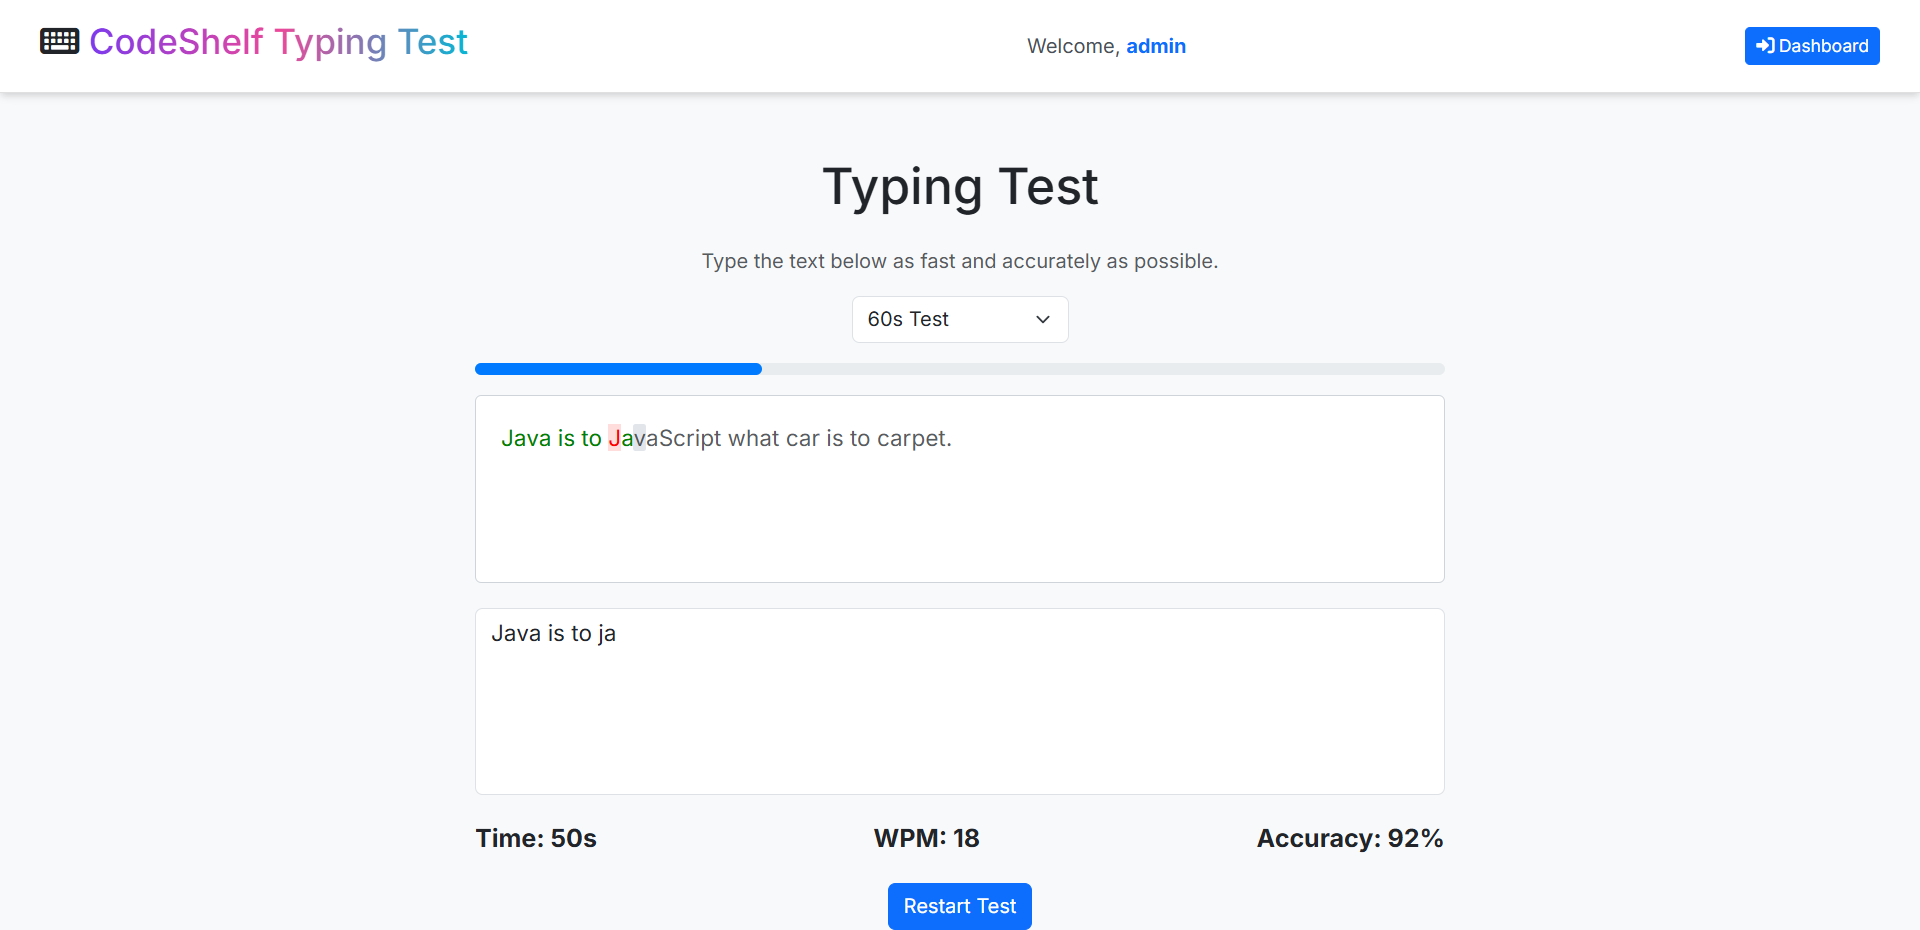 CodeShelf Typing Test
Welcome, admin
Dashboard
Typing Test
Type the text below as fast and accurately as possible.
60s Test
Java is to JavaScript what car is to carpet.
Java is to ja
Time: 50s
WPM: 18
Accuracy: 92%
Restart Test